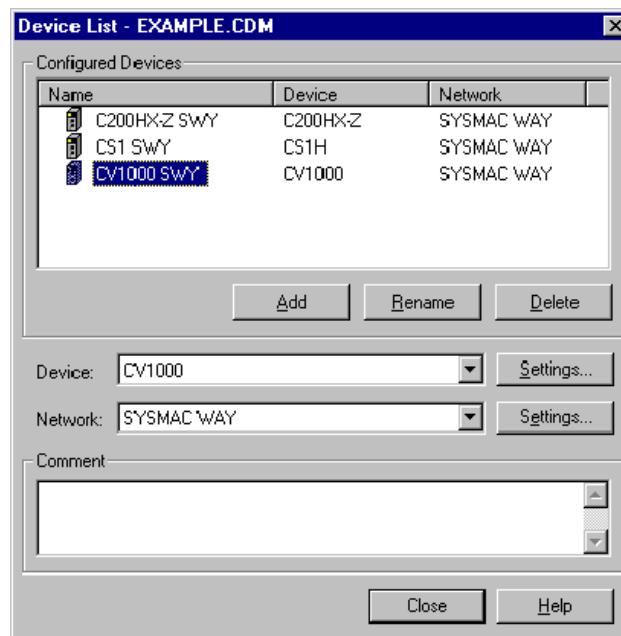 Device List - EXAMPLE.CDM
Configured Devices
Name Device Network
C200HX-Z SWY C200HX-Z SYSMAC WAY
CS1 SWY CS1H SYSMAC WAY
CV1000 SWY CV1000 SYSMAC WAY
Add Rename Delete
Device: CV1000 Settings...
Network: SYSMAC WAY Settings...
Comment
Close Help